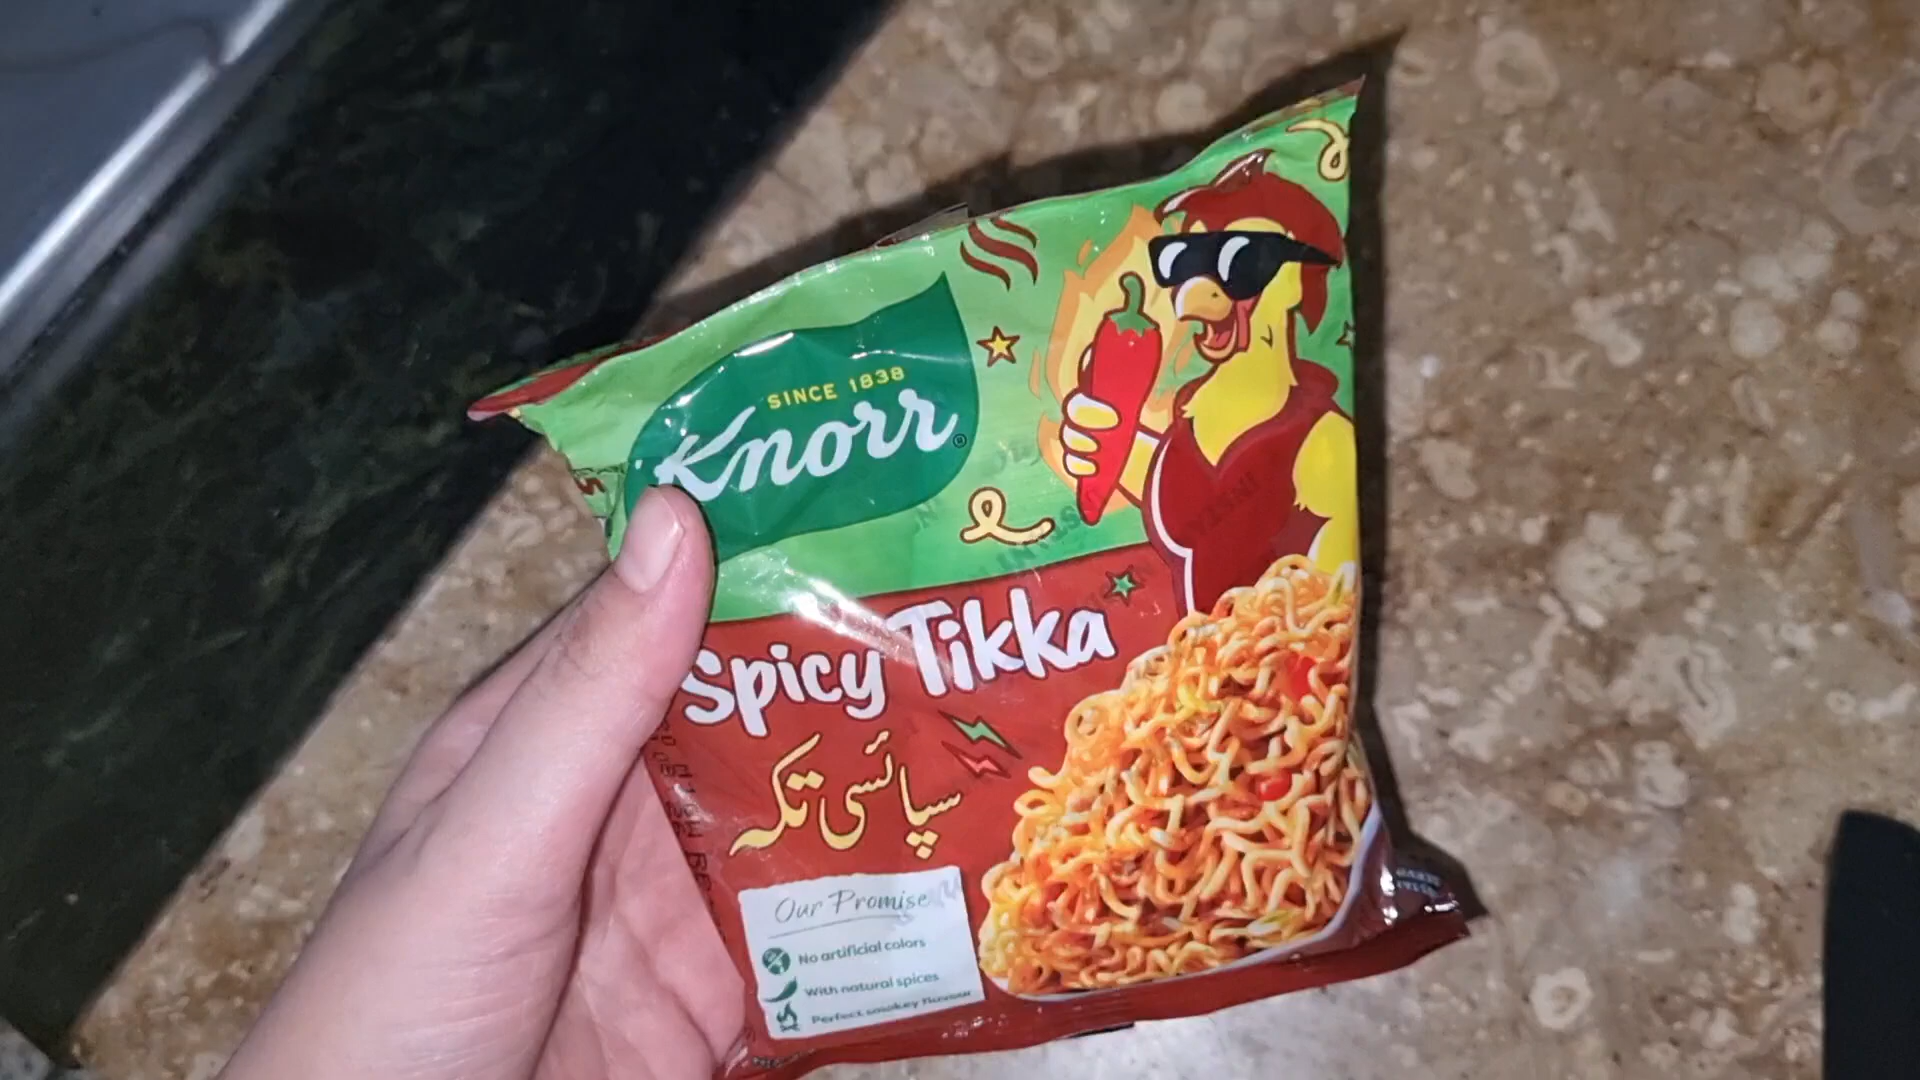 SINCE 1838
Knorr
Spicy Tikka
سپائسی تکہ
Our Promise
No artificial colors
With natural spices
Perfect smokey flavour